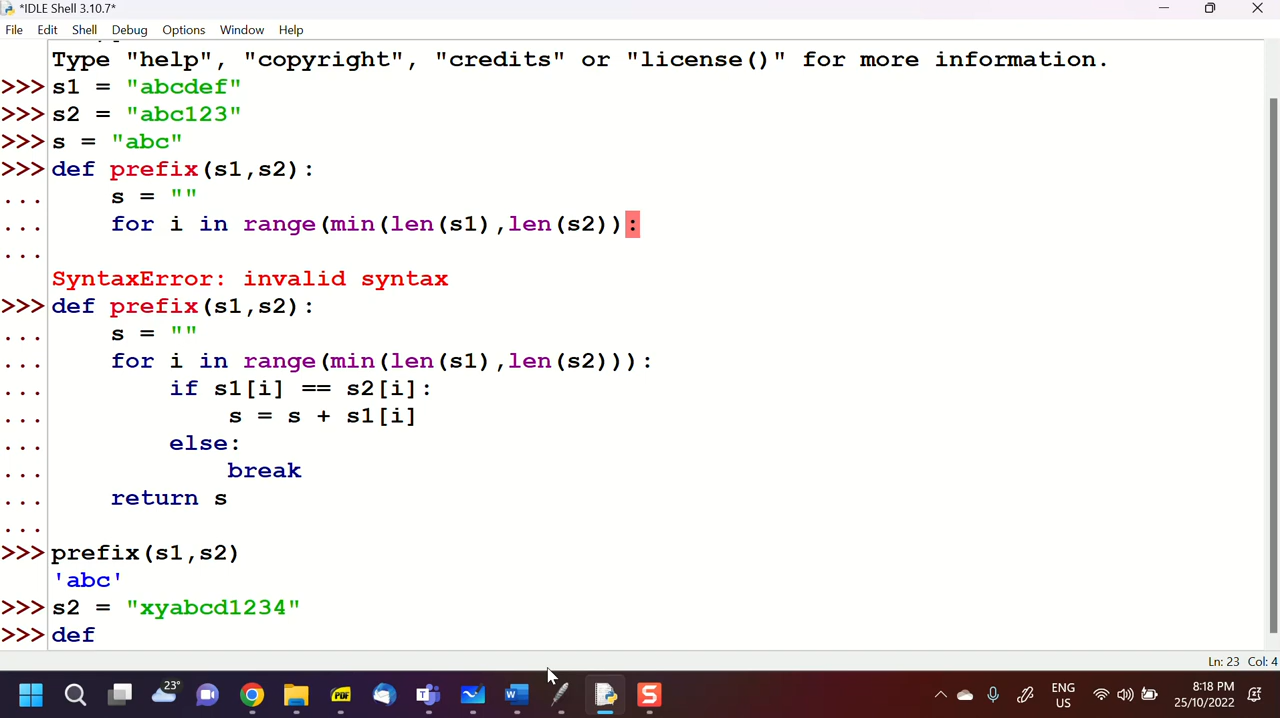 *IDLE Shell 3.10.7*
File Edit Shell Debug Options Window Help
Type "help", "copyright", "credits" or "license()" for more information.
>>> s1 = "abcdef"
>>> s2 = "abc123"
>>> s = "abc"
>>> def prefix(s1,s2):
...     s = ""
...     for i in range(min(len(s1),len(s2)):
...
SyntaxError: invalid syntax
>>> def prefix(s1,s2):
...     s = ""
...     for i in range(min(len(s1),len(s2))):
...         if s1[i] == s2[i]:
...             s = s + s1[i]
...         else:
...             break
...     return s
...
>>> prefix(s1,s2)
'abc'
>>> s2 = "xyabcd1234"
>>> def
Ln: 23 Col: 4
23°
PDF
ENG
US
8:18 PM
25/10/2022